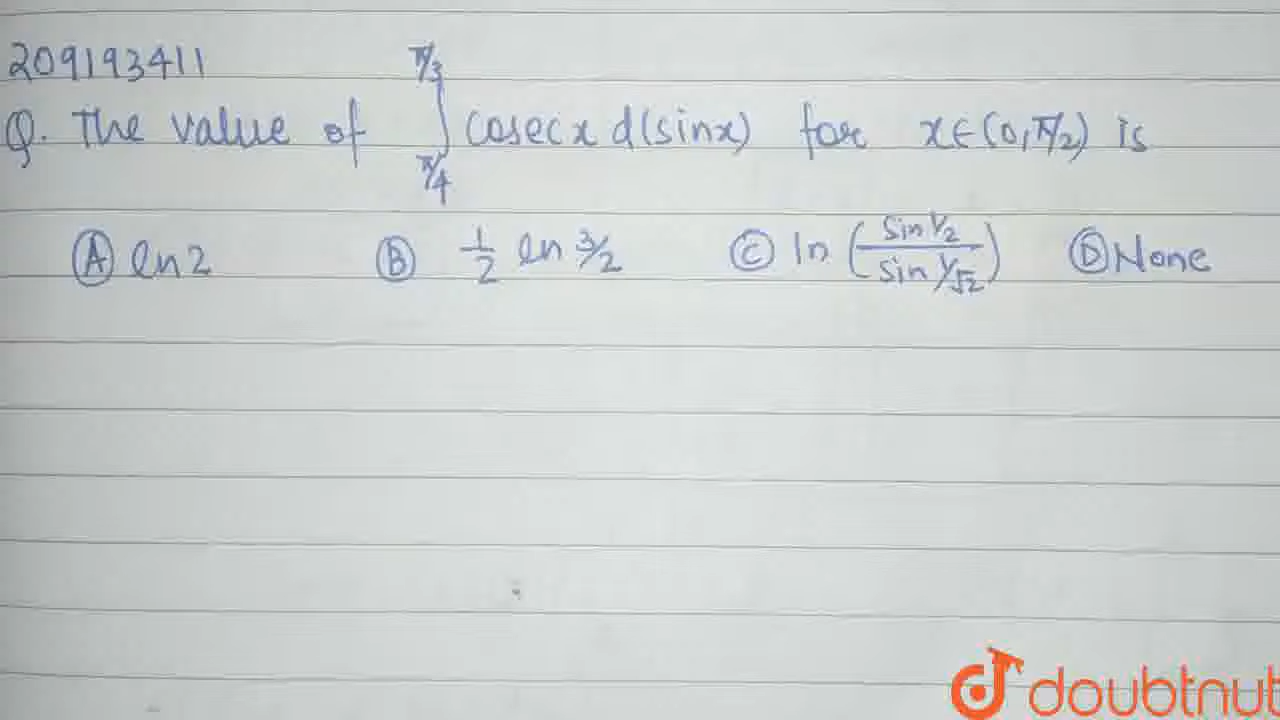 209193411
Q. The value of ∫_{π/4}^{π/3} cosec x d(sinx) for x∈(0,π/2) is
Ⓐ ln 2 Ⓑ 1/2 ln 3/2 Ⓒ ln (sin 1/2 / sin 1/√2) Ⓓ None
doubtnut